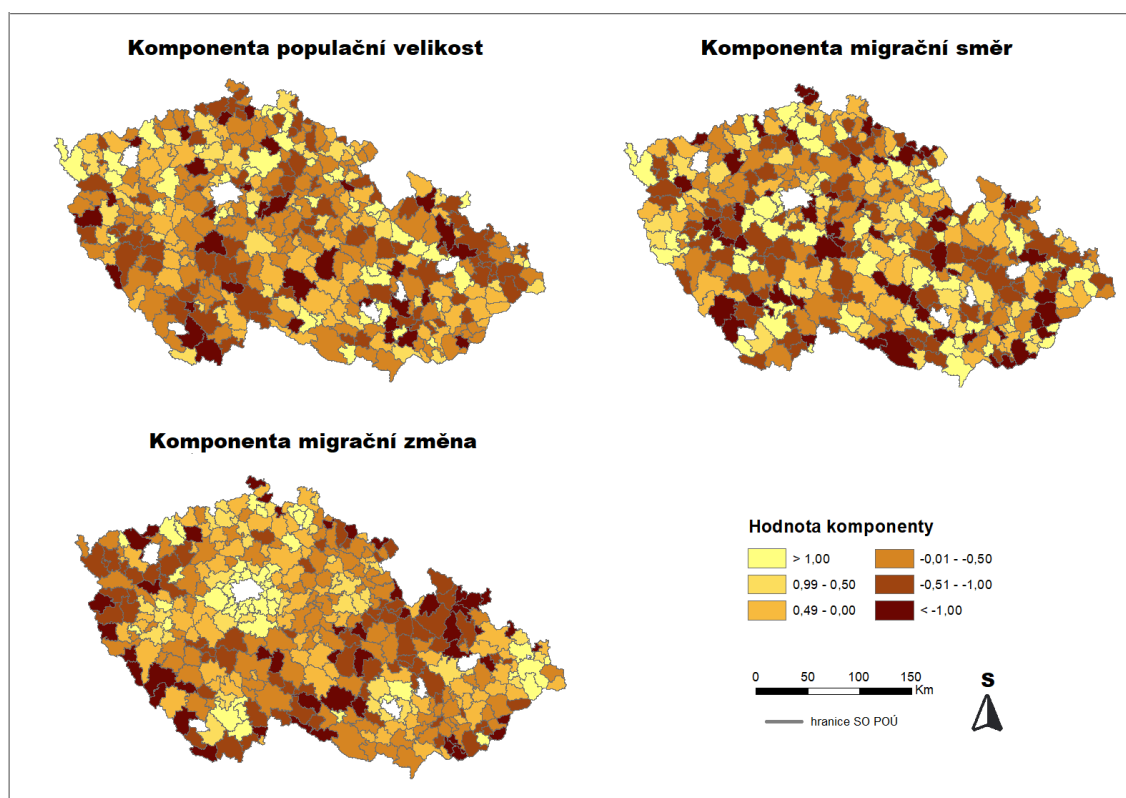 Komponenta populační velikost
Komponenta migrační směr
Komponenta migrační změna
Hodnota komponenty
> 1,00
0,99 - 0,50
0,49 - 0,00
-0,01 - -0,50
-0,51 - -1,00
< -1,00
0 50 100 150
Km
hranice SO POÚ
S